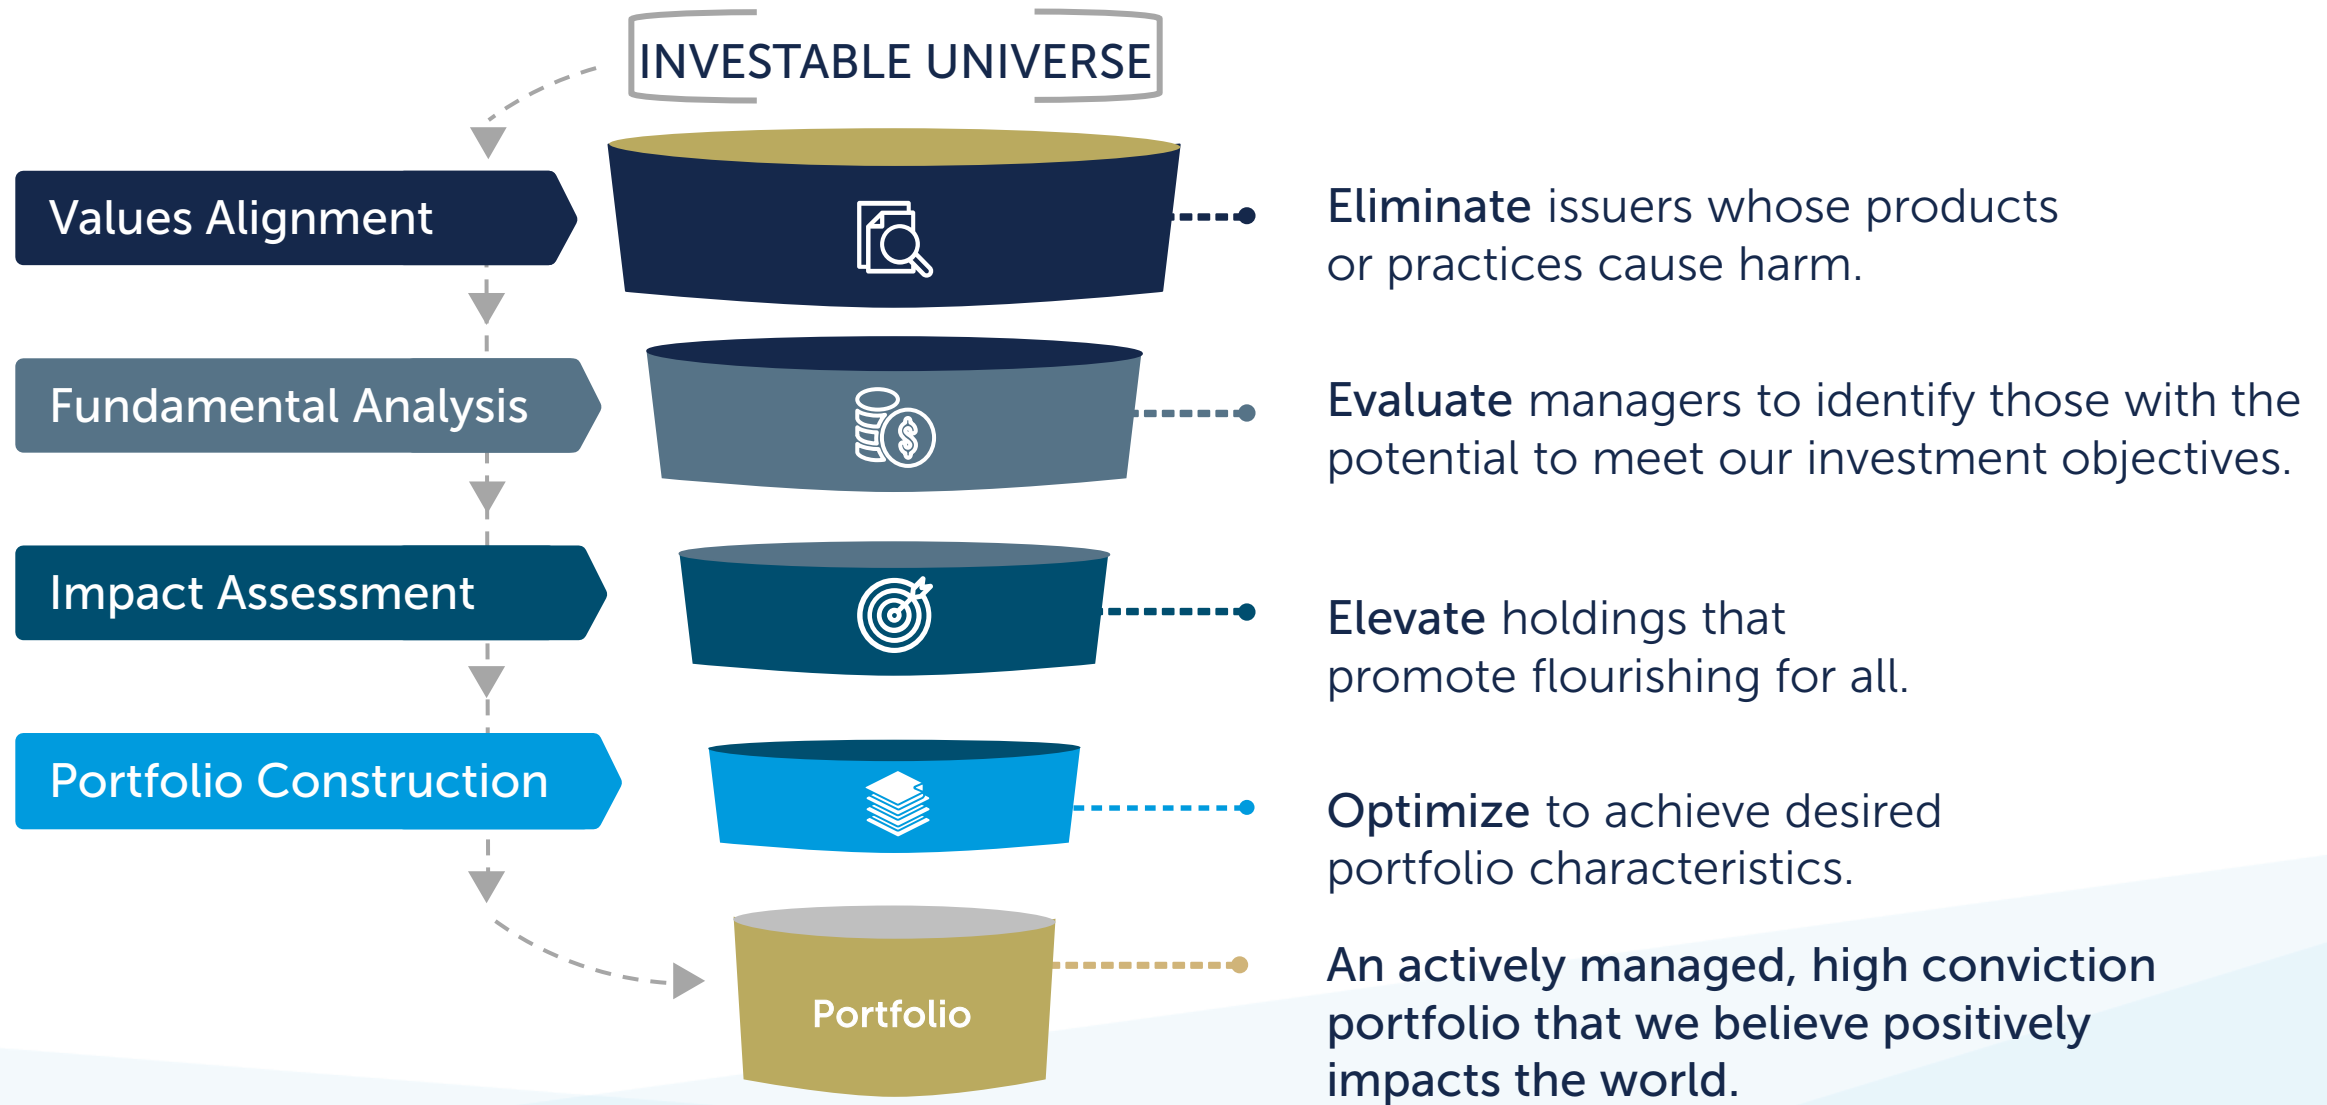 INVESTABLE UNIVERSE
Values Alignment
Eliminate issuers whose products
or practices cause harm.
Fundamental Analysis
Evaluate managers to identify those with the
potential to meet our investment objectives.
Impact Assessment
Elevate holdings that
promote flourishing for all.
Portfolio Construction
Optimize to achieve desired
portfolio characteristics.
Portfolio
An actively managed, high conviction
portfolio that we believe positively
impacts the world.